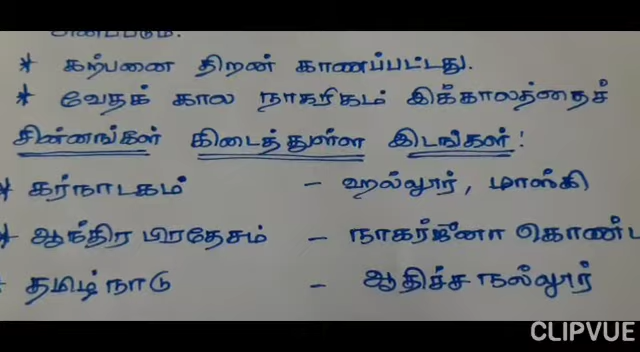 * கற்பனை திறன் காணப்பட்டது.
* வேதக் கால நாகரிகம் இக்காலத்தைச்
சின்னங்கள் கிடைத்துள்ள இடங்கள்!
* கர்நாடகம் - ஹல்லூர், மாஸ்கி
* ஆந்திர பிரதேசம் - நாகர்ஜூனா
* தமிழ்நாடு - ஆதிச்சநல்லூர்
CLIPVUE